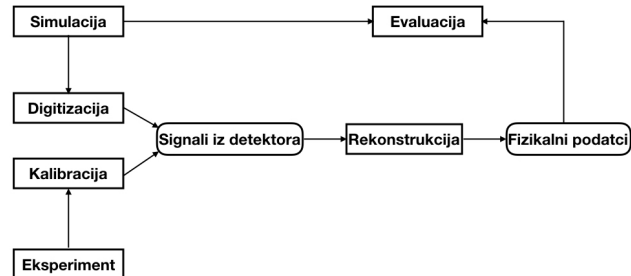 Simulacija
Evaluacija
Digitizacija
Signali iz detektora
Rekonstrukcija
Fizikalni podatci
Kalibracija
Eksperiment